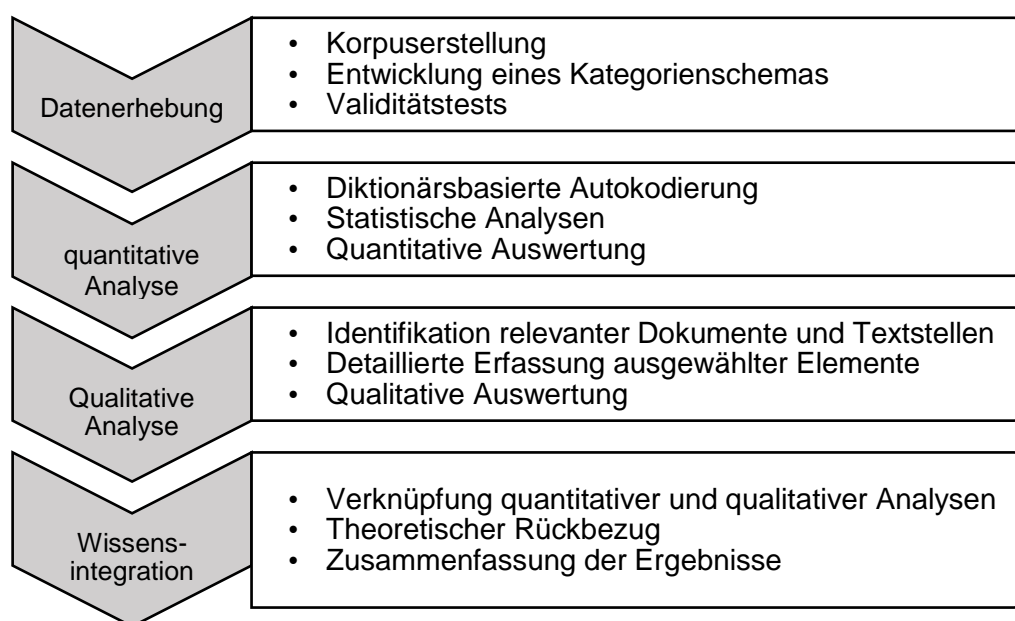 Datenerhebung
• Korpuserstellung
• Entwicklung eines Kategorienschemas
• Validitätstests
quantitative
Analyse
• Diktionärsbasierte Autokodierung
• Statistische Analysen
• Quantitative Auswertung
Qualitative
Analyse
• Identifikation relevanter Dokumente und Textstellen
• Detaillierte Erfassung ausgewählter Elemente
• Qualitative Auswertung
Wissens-
integration
• Verknüpfung quantitativer und qualitativer Analysen
• Theoretischer Rückbezug
• Zusammenfassung der Ergebnisse